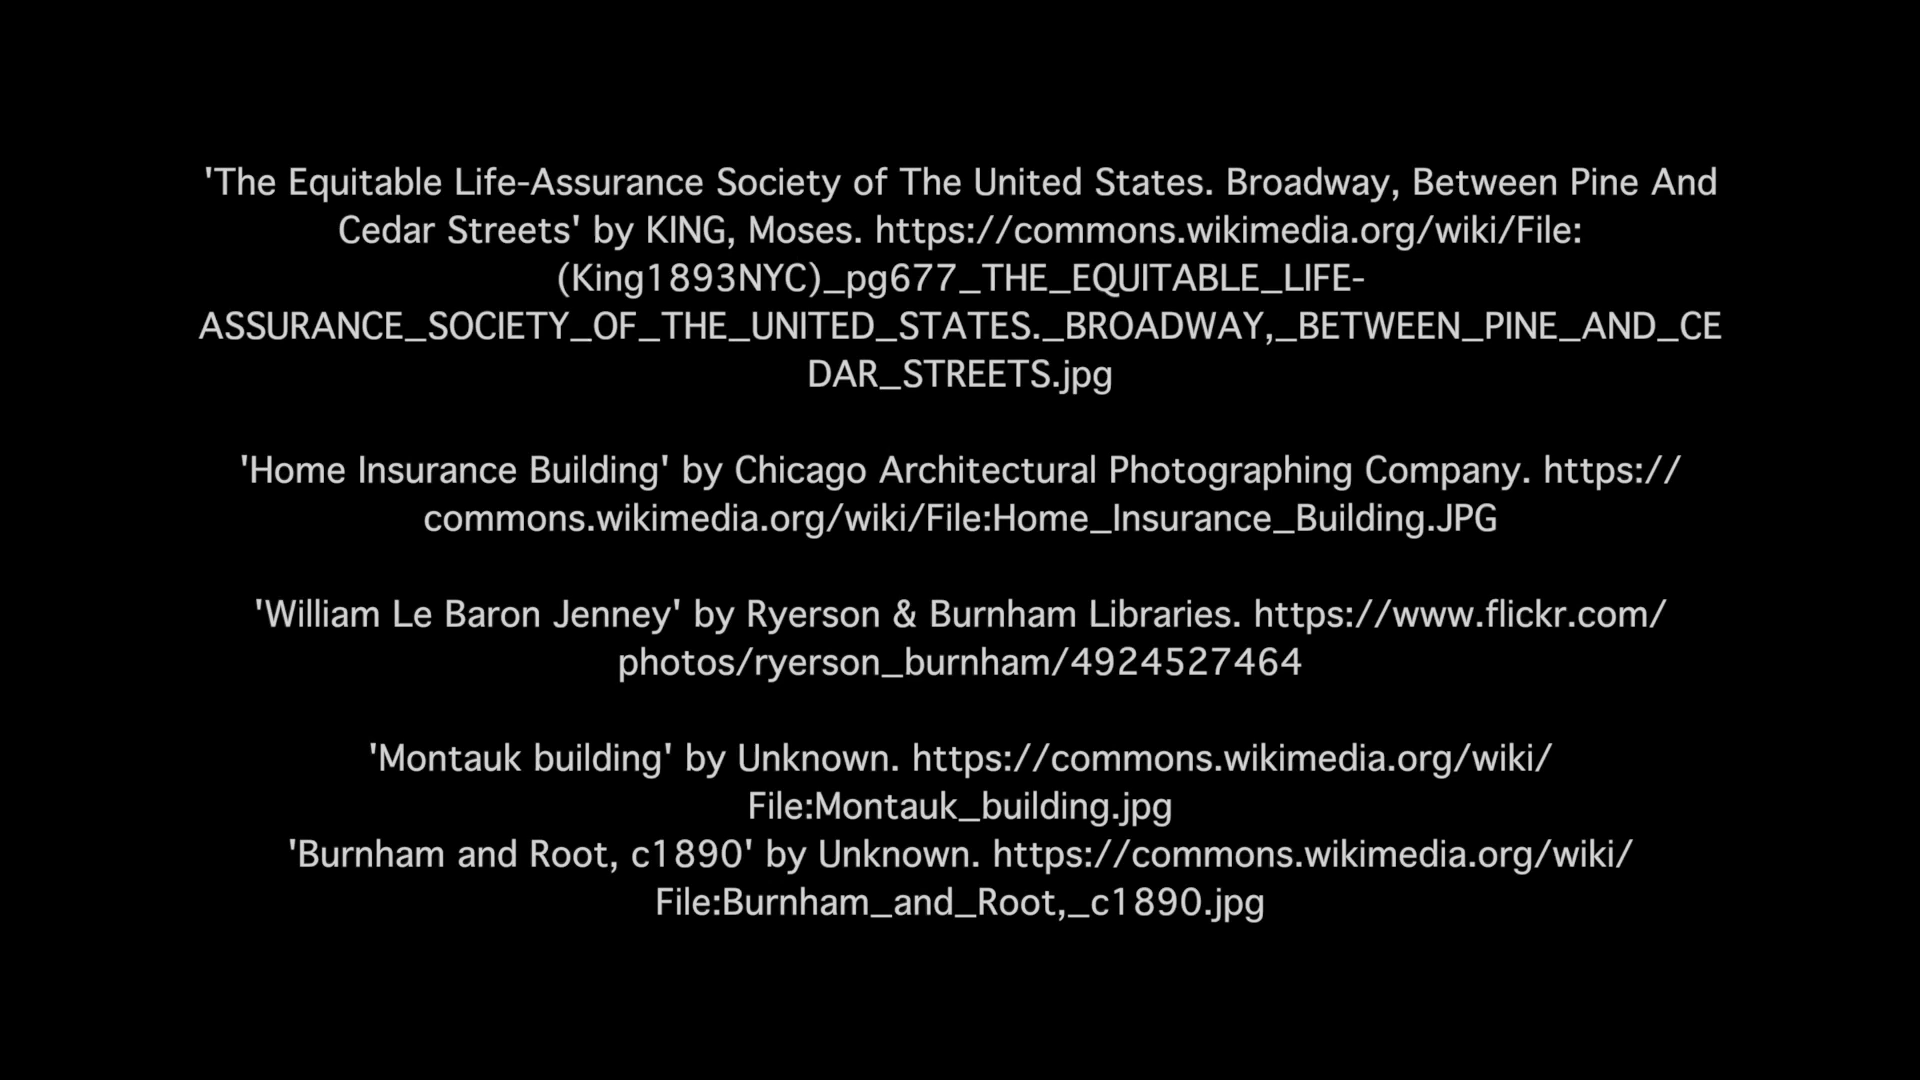 'The Equitable Life-Assurance Society of The United States. Broadway, Between Pine And
Cedar Streets' by KING, Moses. https://commons.wikimedia.org/wiki/File:
(King1893NYC)_pg677_THE_EQUITABLE_LIFE-
ASSURANCE_SOCIETY_OF_THE_UNITED_STATES._BROADWAY,_BETWEEN_PINE_AND_CE
DAR_STREETS.jpg
'Home Insurance Building' by Chicago Architectural Photographing Company. https://
commons.wikimedia.org/wiki/File:Home_Insurance_Building.JPG
'William Le Baron Jenney' by Ryerson & Burnham Libraries. https://www.flickr.com/
photos/ryerson_burnham/4924527464
'Montauk building' by Unknown. https://commons.wikimedia.org/wiki/
File:Montauk_building.jpg
'Burnham and Root, c1890' by Unknown. https://commons.wikimedia.org/wiki/
File:Burnham_and_Root,_c1890.jpg